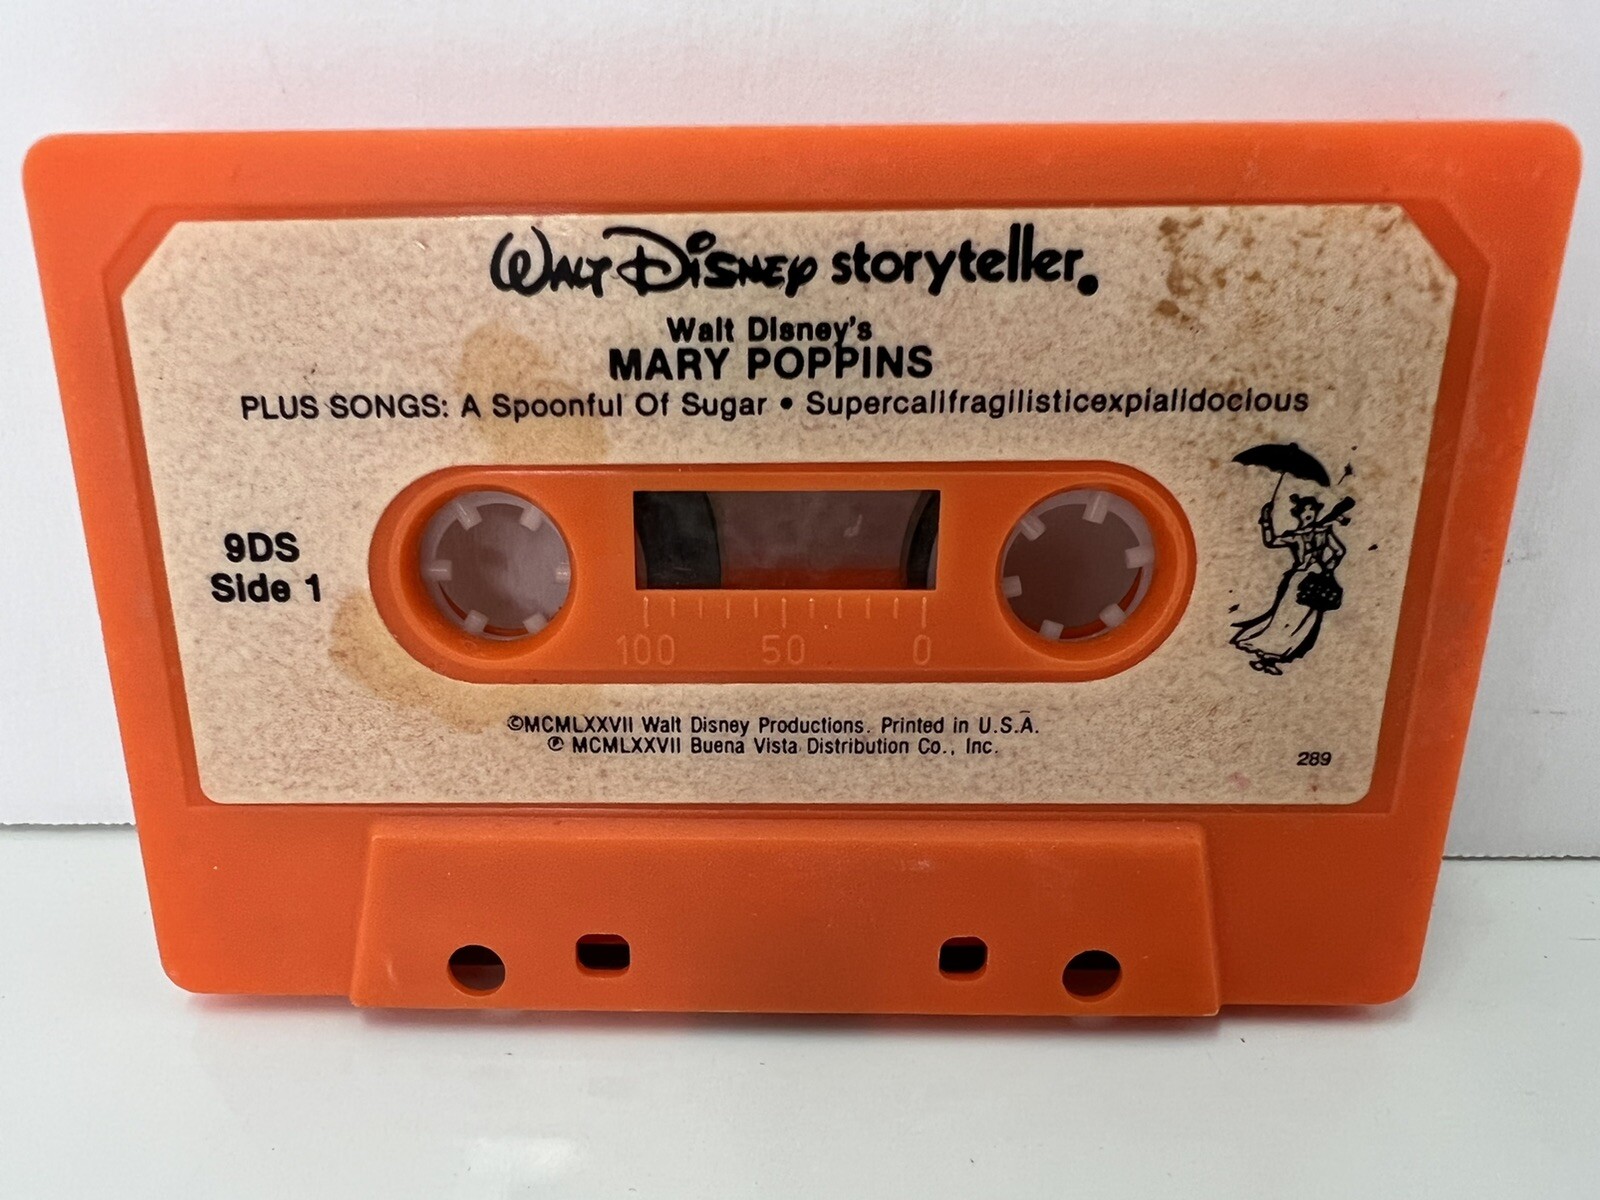 Walt Disney storyteller.
Walt Disney's
MARY POPPINS
PLUS SONGS: A Spoonful Of Sugar • Supercalifragilisticexpialidocious
9DS
Side 1
100 50 0
©MCMLXXVII Walt Disney Productions. Printed in U.S.A.
℗ MCMLXXVII Buena Vista Distribution Co., Inc.
289